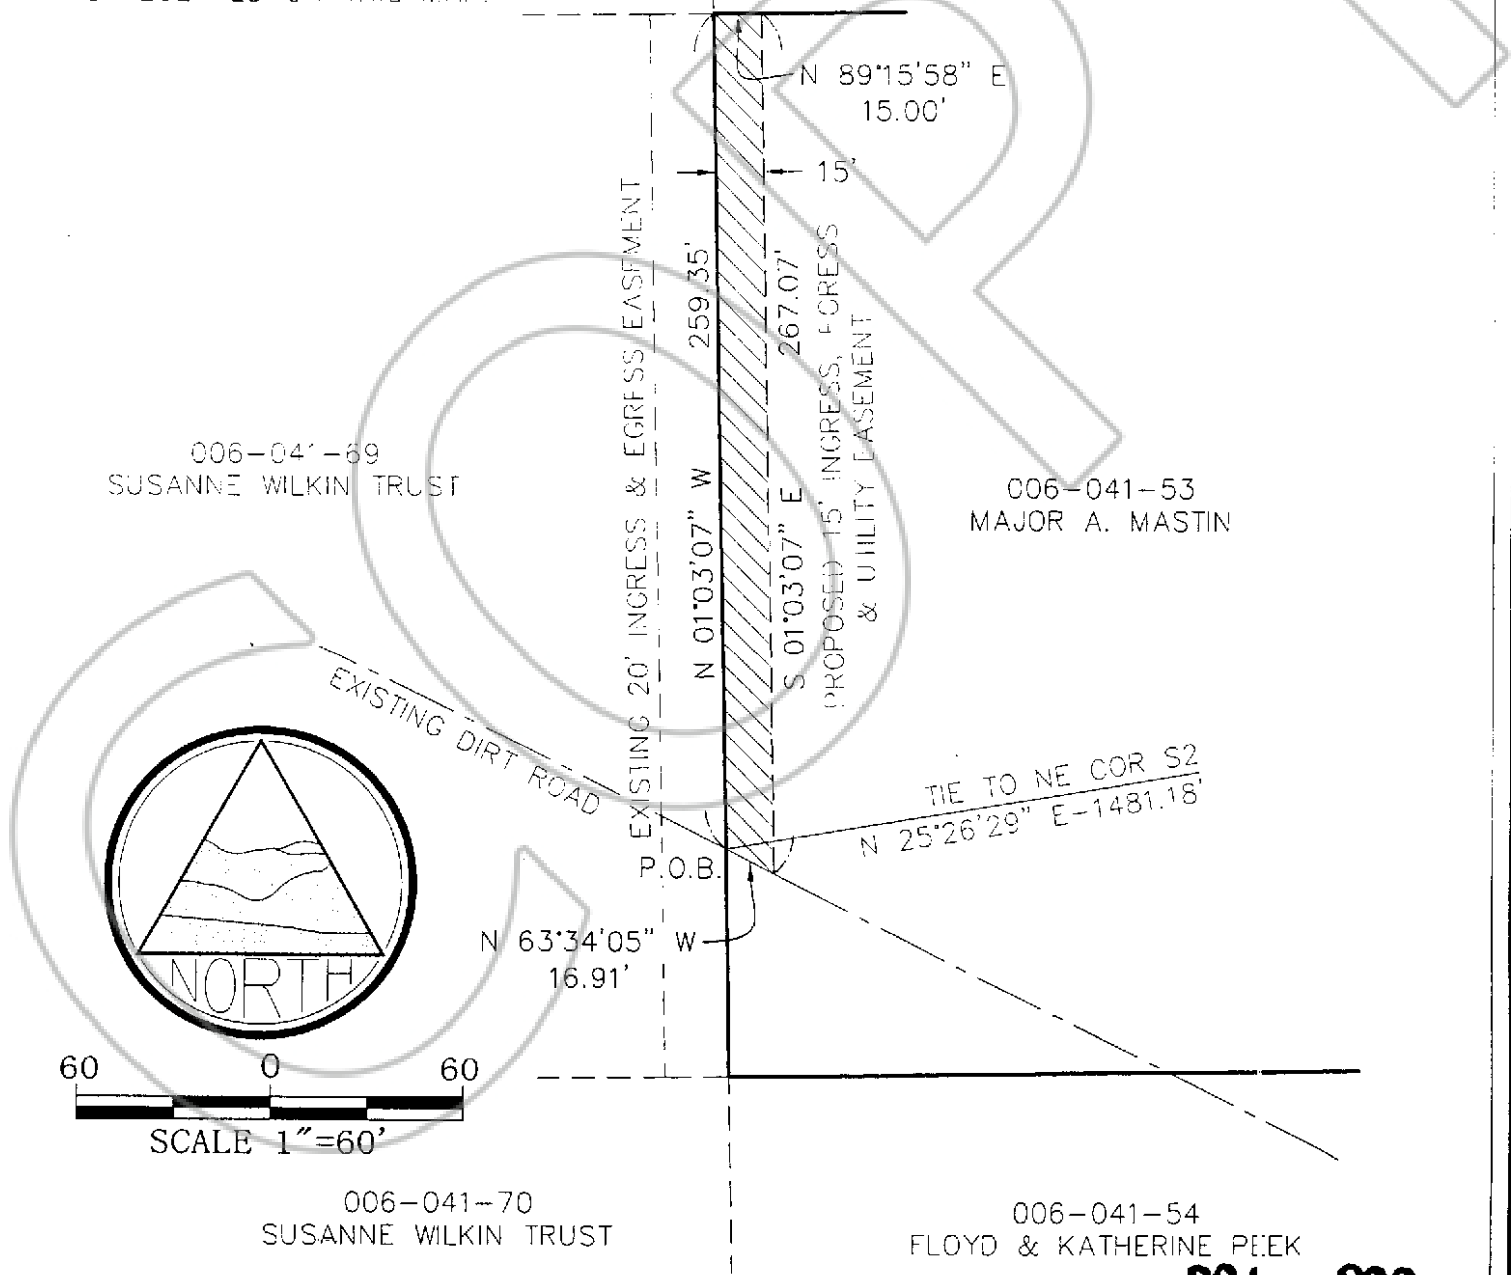 N 89°15'58" E
15.00'
15'
EXISTING 20' INGRESS & EGRESS EASEMENT
259.35'
N 01°03'07" W
267.07'
S 01°03'07" E
PROPOSED 15' INGRESS, EGRESS
& UTILITY EASEMENT
006-041-69
SUSANNE WILKIN TRUST
006-041-53
MAJOR A. MASTIN
EXISTING DIRT ROAD
TIE TO NE COR S2
N 25°26'29" E-1481.18'
P.O.B.
N 63°34'05" W
16.91'
NORTH
60 0 60
SCALE 1"=60'
006-041-70
SUSANNE WILKIN TRUST
006-041-54
FLOYD & KATHERINE PEEK
COPY